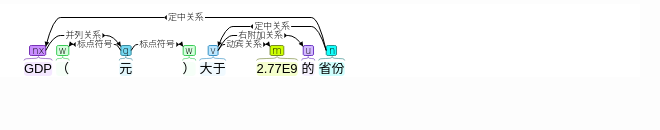 定中关系
定中关系
并列关系 右附加关系
标点符号 标点符号 动宾关系
nx w q w v m u n
GDP （ 元 ） 大于 2.77E9 的 省份